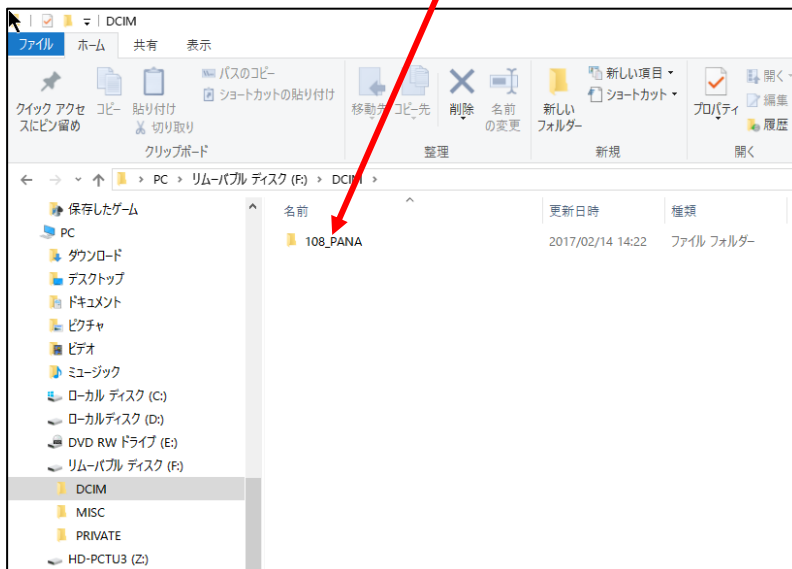 DCIM
ファイル ホーム 共有 表示
クイック アクセスにピン留め
コピー
貼り付け
パスのコピー
ショートカットの貼り付け
切り取り
クリップボード
移動先 コピー先 削除 名前の変更
整理
新しいフォルダー
新しい項目
ショートカット
新規
プロパティ
開く
編集
履歴
開く
PC > リムーバブル ディスク (F:) > DCIM >
名前 更新日時 種類
108_PANA 2017/02/14 14:22 ファイル フォルダー
保存したゲーム
PC
ダウンロード
デスクトップ
ドキュメント
ピクチャ
ビデオ
ミュージック
ローカル ディスク (C:)
ローカルディスク (D:)
DVD RW ドライブ (E:)
リムーバブル ディスク (F:)
DCIM
MISC
PRIVATE
HD-PCTU3 (Z:)